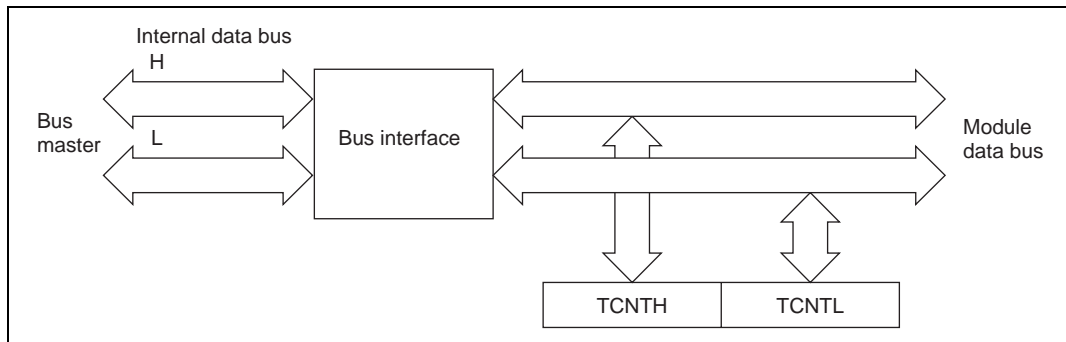 Internal data bus
H
Bus
master
L
Bus interface
Module
data bus
TCNTH
TCNTL